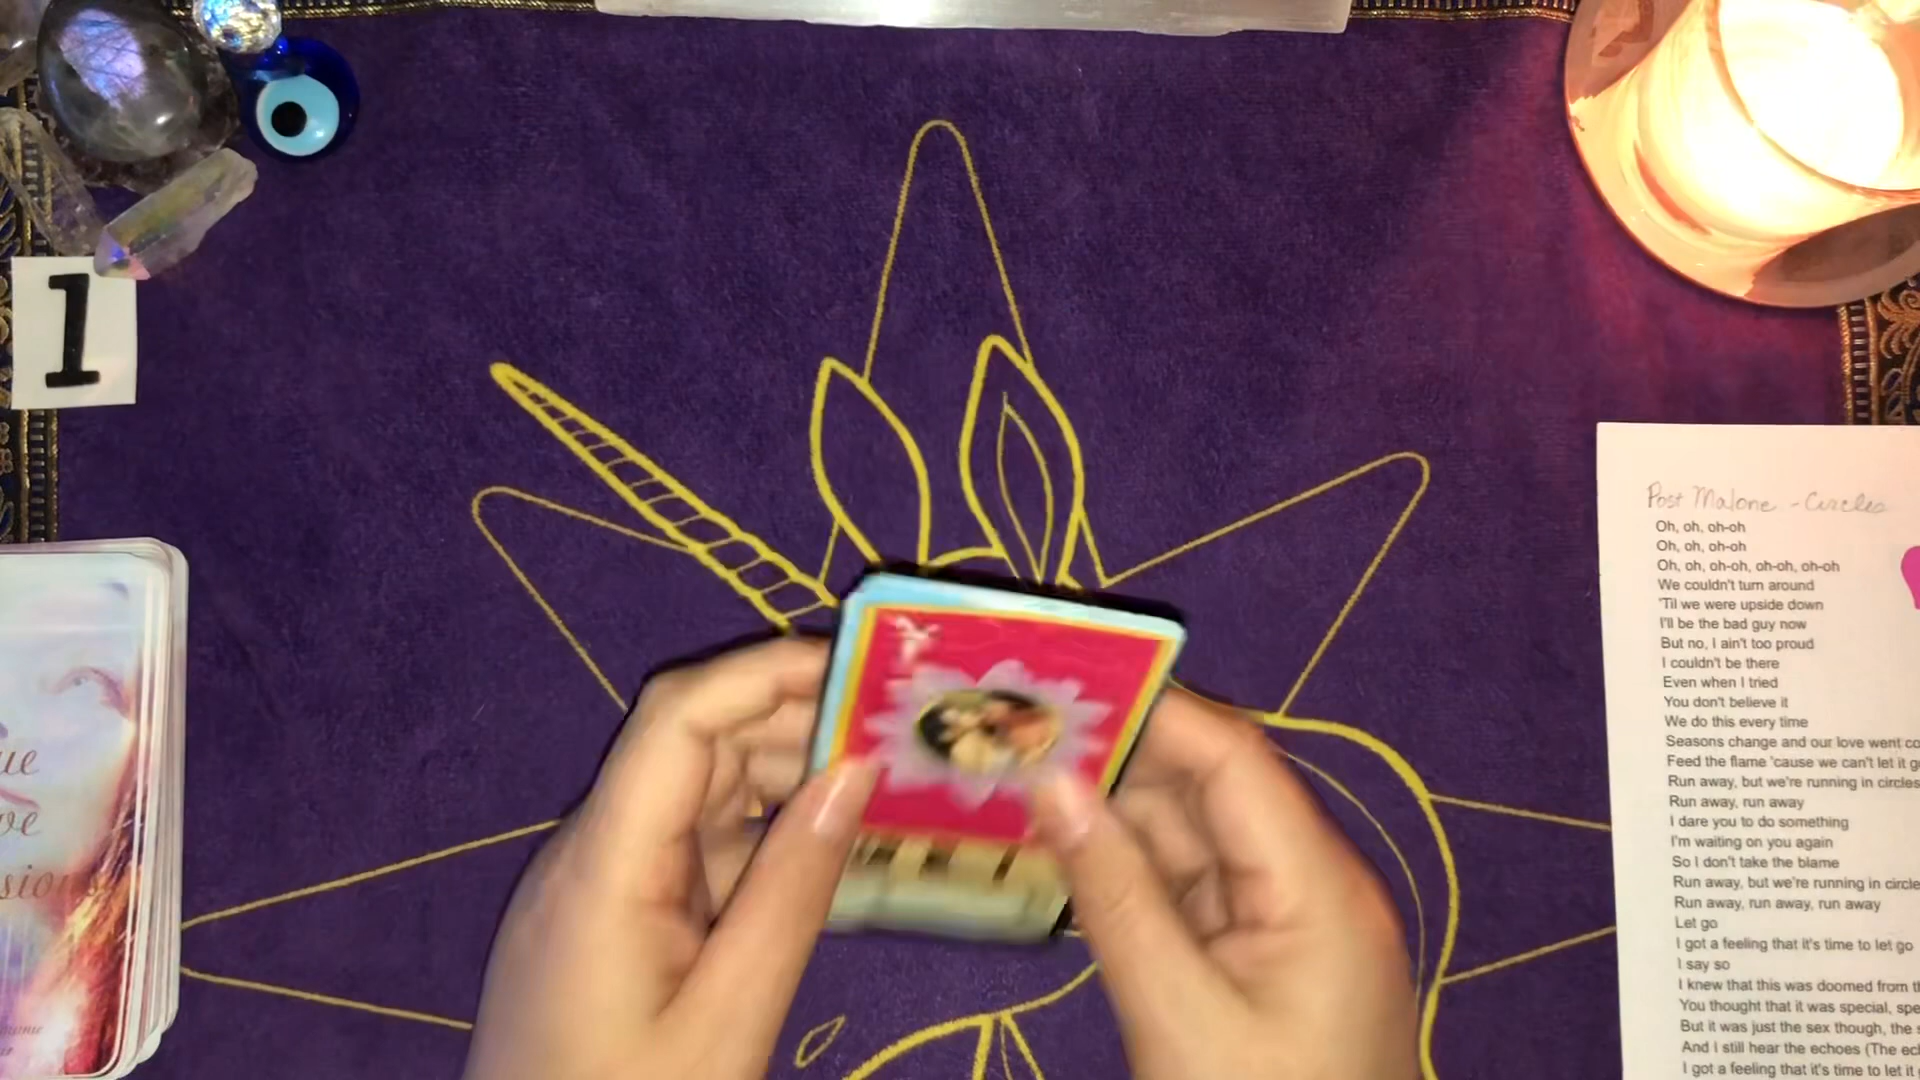 1
Post Malone - Circles
Oh, oh, oh-oh
Oh, oh, oh-oh
Oh, oh, oh-oh, oh-oh, oh-oh
We couldn't turn around
'Til we were upside down
I'll be the bad guy now
But no, I ain't too proud
I couldn't be there
Even when I tried
You don't believe it
We do this every time
Seasons change and our love went co
Feed the flame 'cause we can't let it g
Run away, but we're running in circles
Run away, run away
I dare you to do something
I'm waiting on you again
So I don't take the blame
Run away, but we're running in circle
Run away, run away, run away
Let go
I got a feeling that it's time to let go
I say so
I knew that this was doomed from th
You thought that it was special, spe
But it was just the sex though, the s
And I still hear the echoes (The ech
I got a feeling that it's time to let it
ue
ve
sions